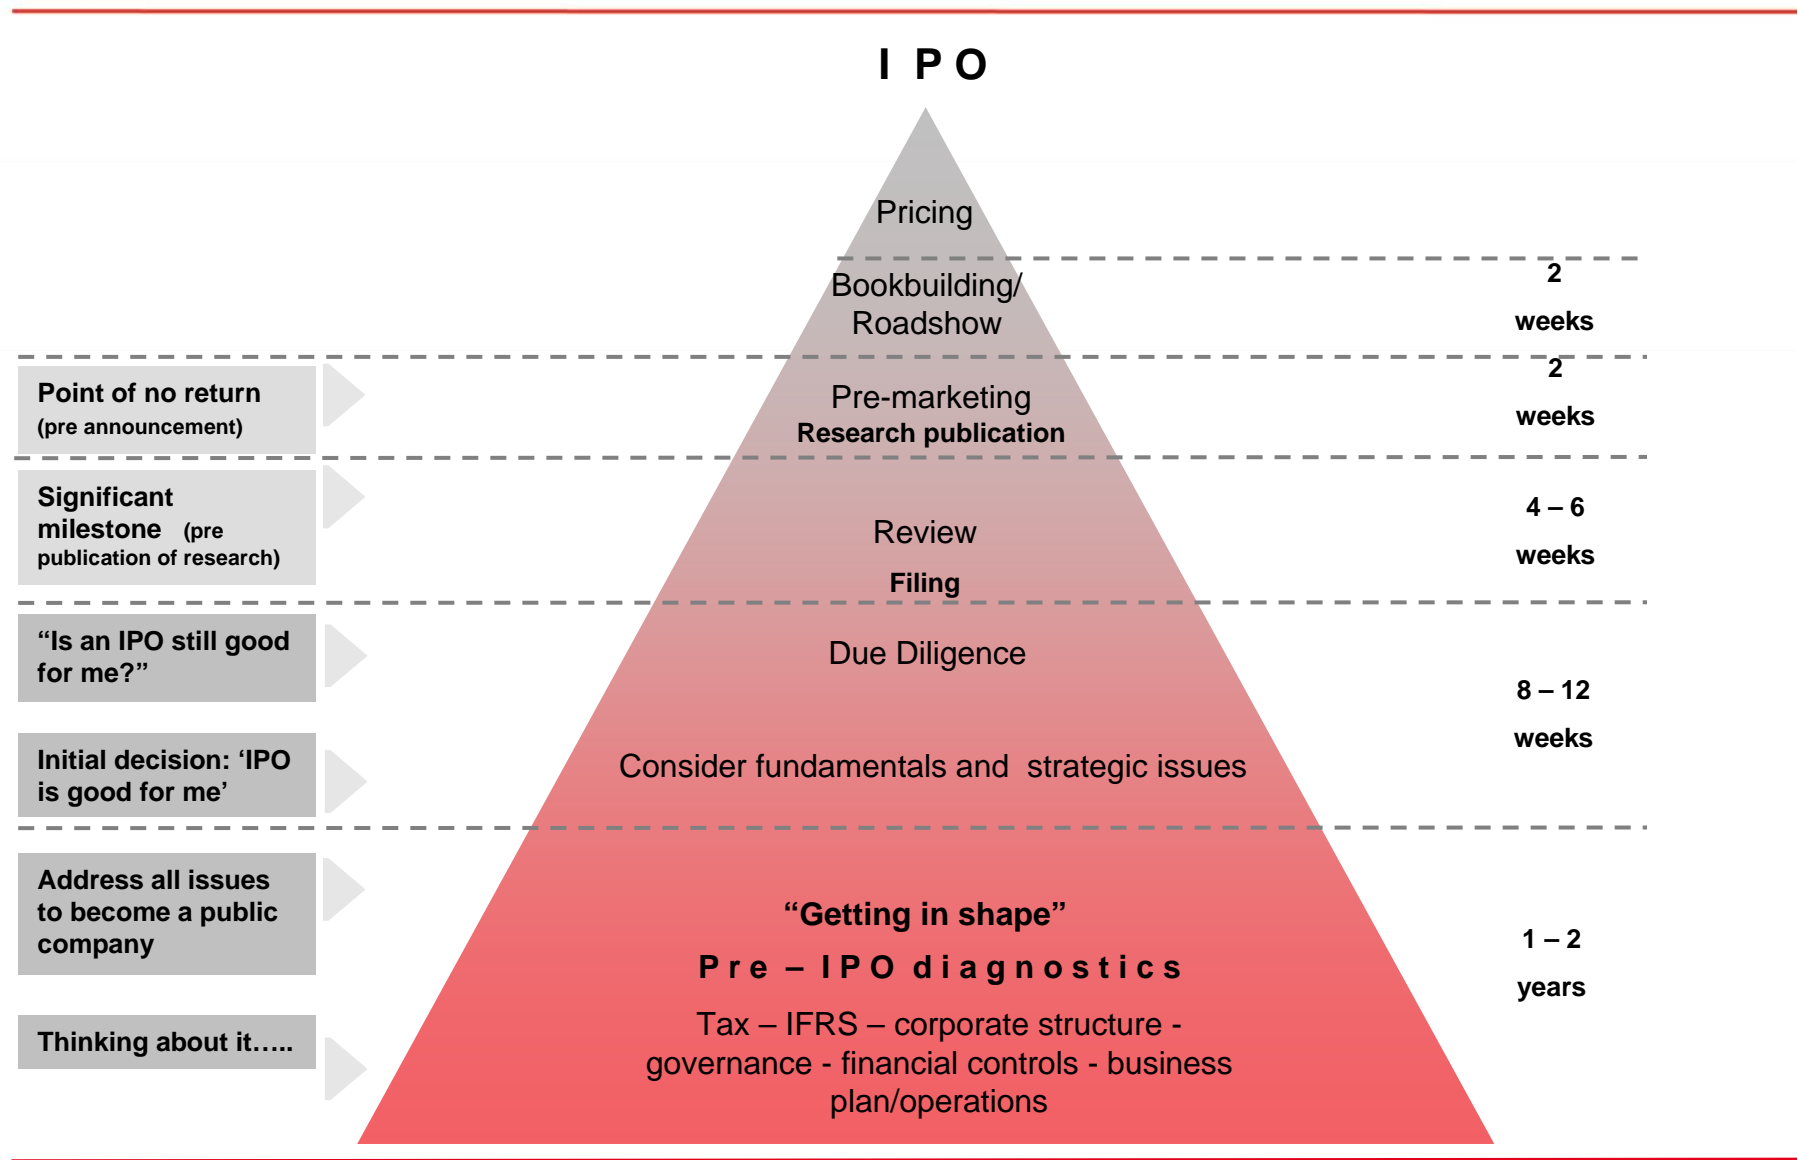 I P O
Pricing
Bookbuilding/
Roadshow
2
weeks
Point of no return
(pre announcement)
Pre-marketing
Research publication
2
weeks
Significant
milestone (pre
publication of research)
Review
Filing
4 – 6
weeks
“Is an IPO still good
for me?”
Due Diligence
8 – 12
weeks
Initial decision: ‘IPO
is good for me’
Consider fundamentals and strategic issues
Address all issues
to become a public
company
“Getting in shape”
Pre – IPO diagnostics
1 – 2
years
Thinking about it…..
Tax – IFRS – corporate structure -
governance - financial controls - business
plan/operations